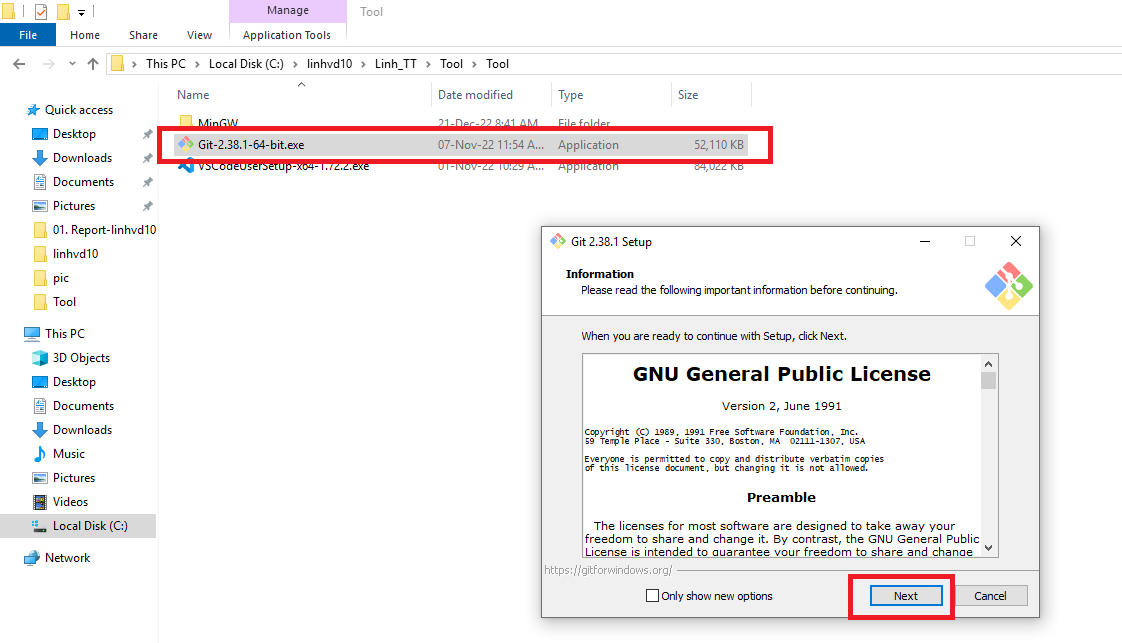 Manage
Tool
File
Home
Share
View
Application Tools
This PC
Local Disk (C:)
linhvd10
Linh_TT
Tool
Tool
Name
Date modified
Type
Size
MinGW
21-Dec-22 8:41 AM
File folder
Git-2.38.1-64-bit.exe
07-Nov-22 11:54 A...
Application
52,110 KB
VSCodeUserSetup-x64-1.72.2.exe
01-Nov-22 10:29 A...
Application
84,022 KB
Quick access
Desktop
Downloads
Documents
Pictures
01. Report-linhvd10
linhvd10
pic
Tool
This PC
3D Objects
Desktop
Documents
Downloads
Music
Pictures
Videos
Local Disk (C:)
Network
Git 2.38.1 Setup
Information
Please read the following important information before continuing.
When you are ready to continue with Setup, click Next.
GNU General Public License
Version 2, June 1991
Copyright (C) 1989, 1991 Free Software Foundation, Inc.
59 Temple Place - Suite 330, Boston, MA  02111-1307, USA
Everyone is permitted to copy and distribute verbatim copies
of this license document, but changing it is not allowed.
Preamble
The licenses for most software are designed to take away your
freedom to share and change it. By contrast, the GNU General Public
License is intended to guarantee your freedom to share and change
https://gitforwindows.org/
Only show new options
Next
Cancel